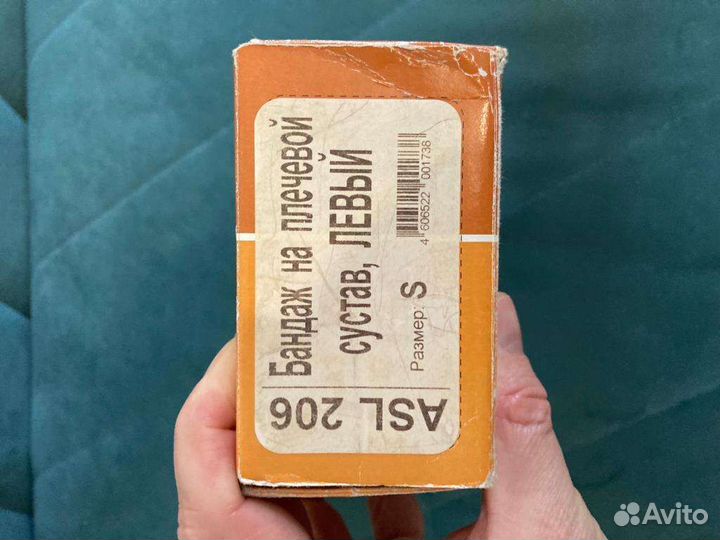 ASL 206
Бандаж на плечевой
сустав, ЛЕВЫЙ
Размер: S
4 606522 001738
Avito